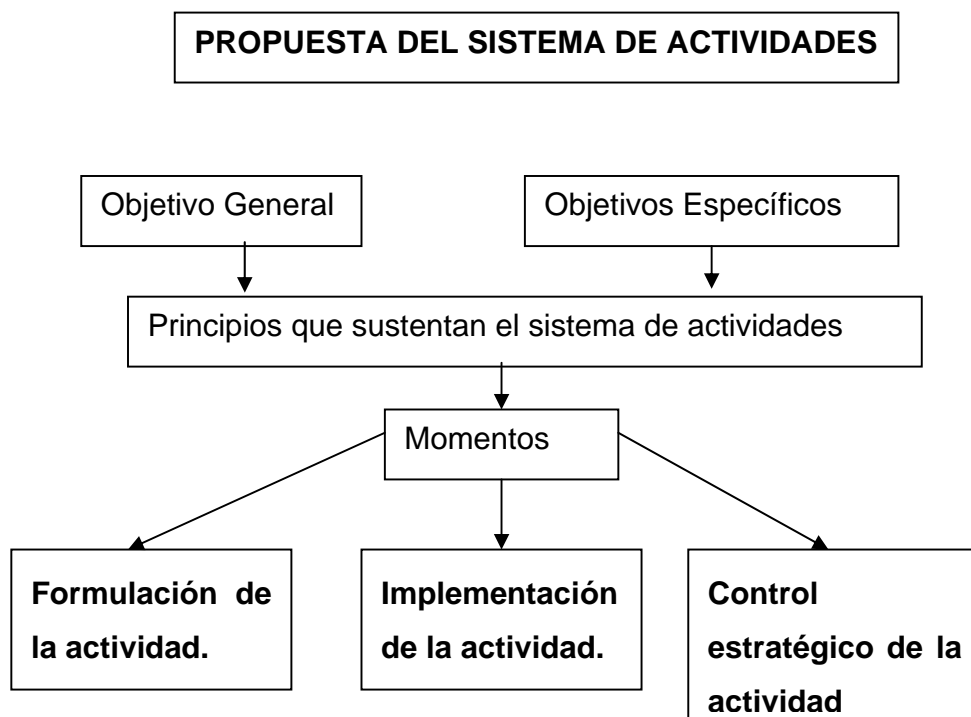 PROPUESTA DEL SISTEMA DE ACTIVIDADES
Objetivo General
Objetivos Específicos
Principios que sustentan el sistema de actividades
Momentos
Formulación de
la actividad.
Implementación
de la actividad.
Control
estratégico de la
actividad